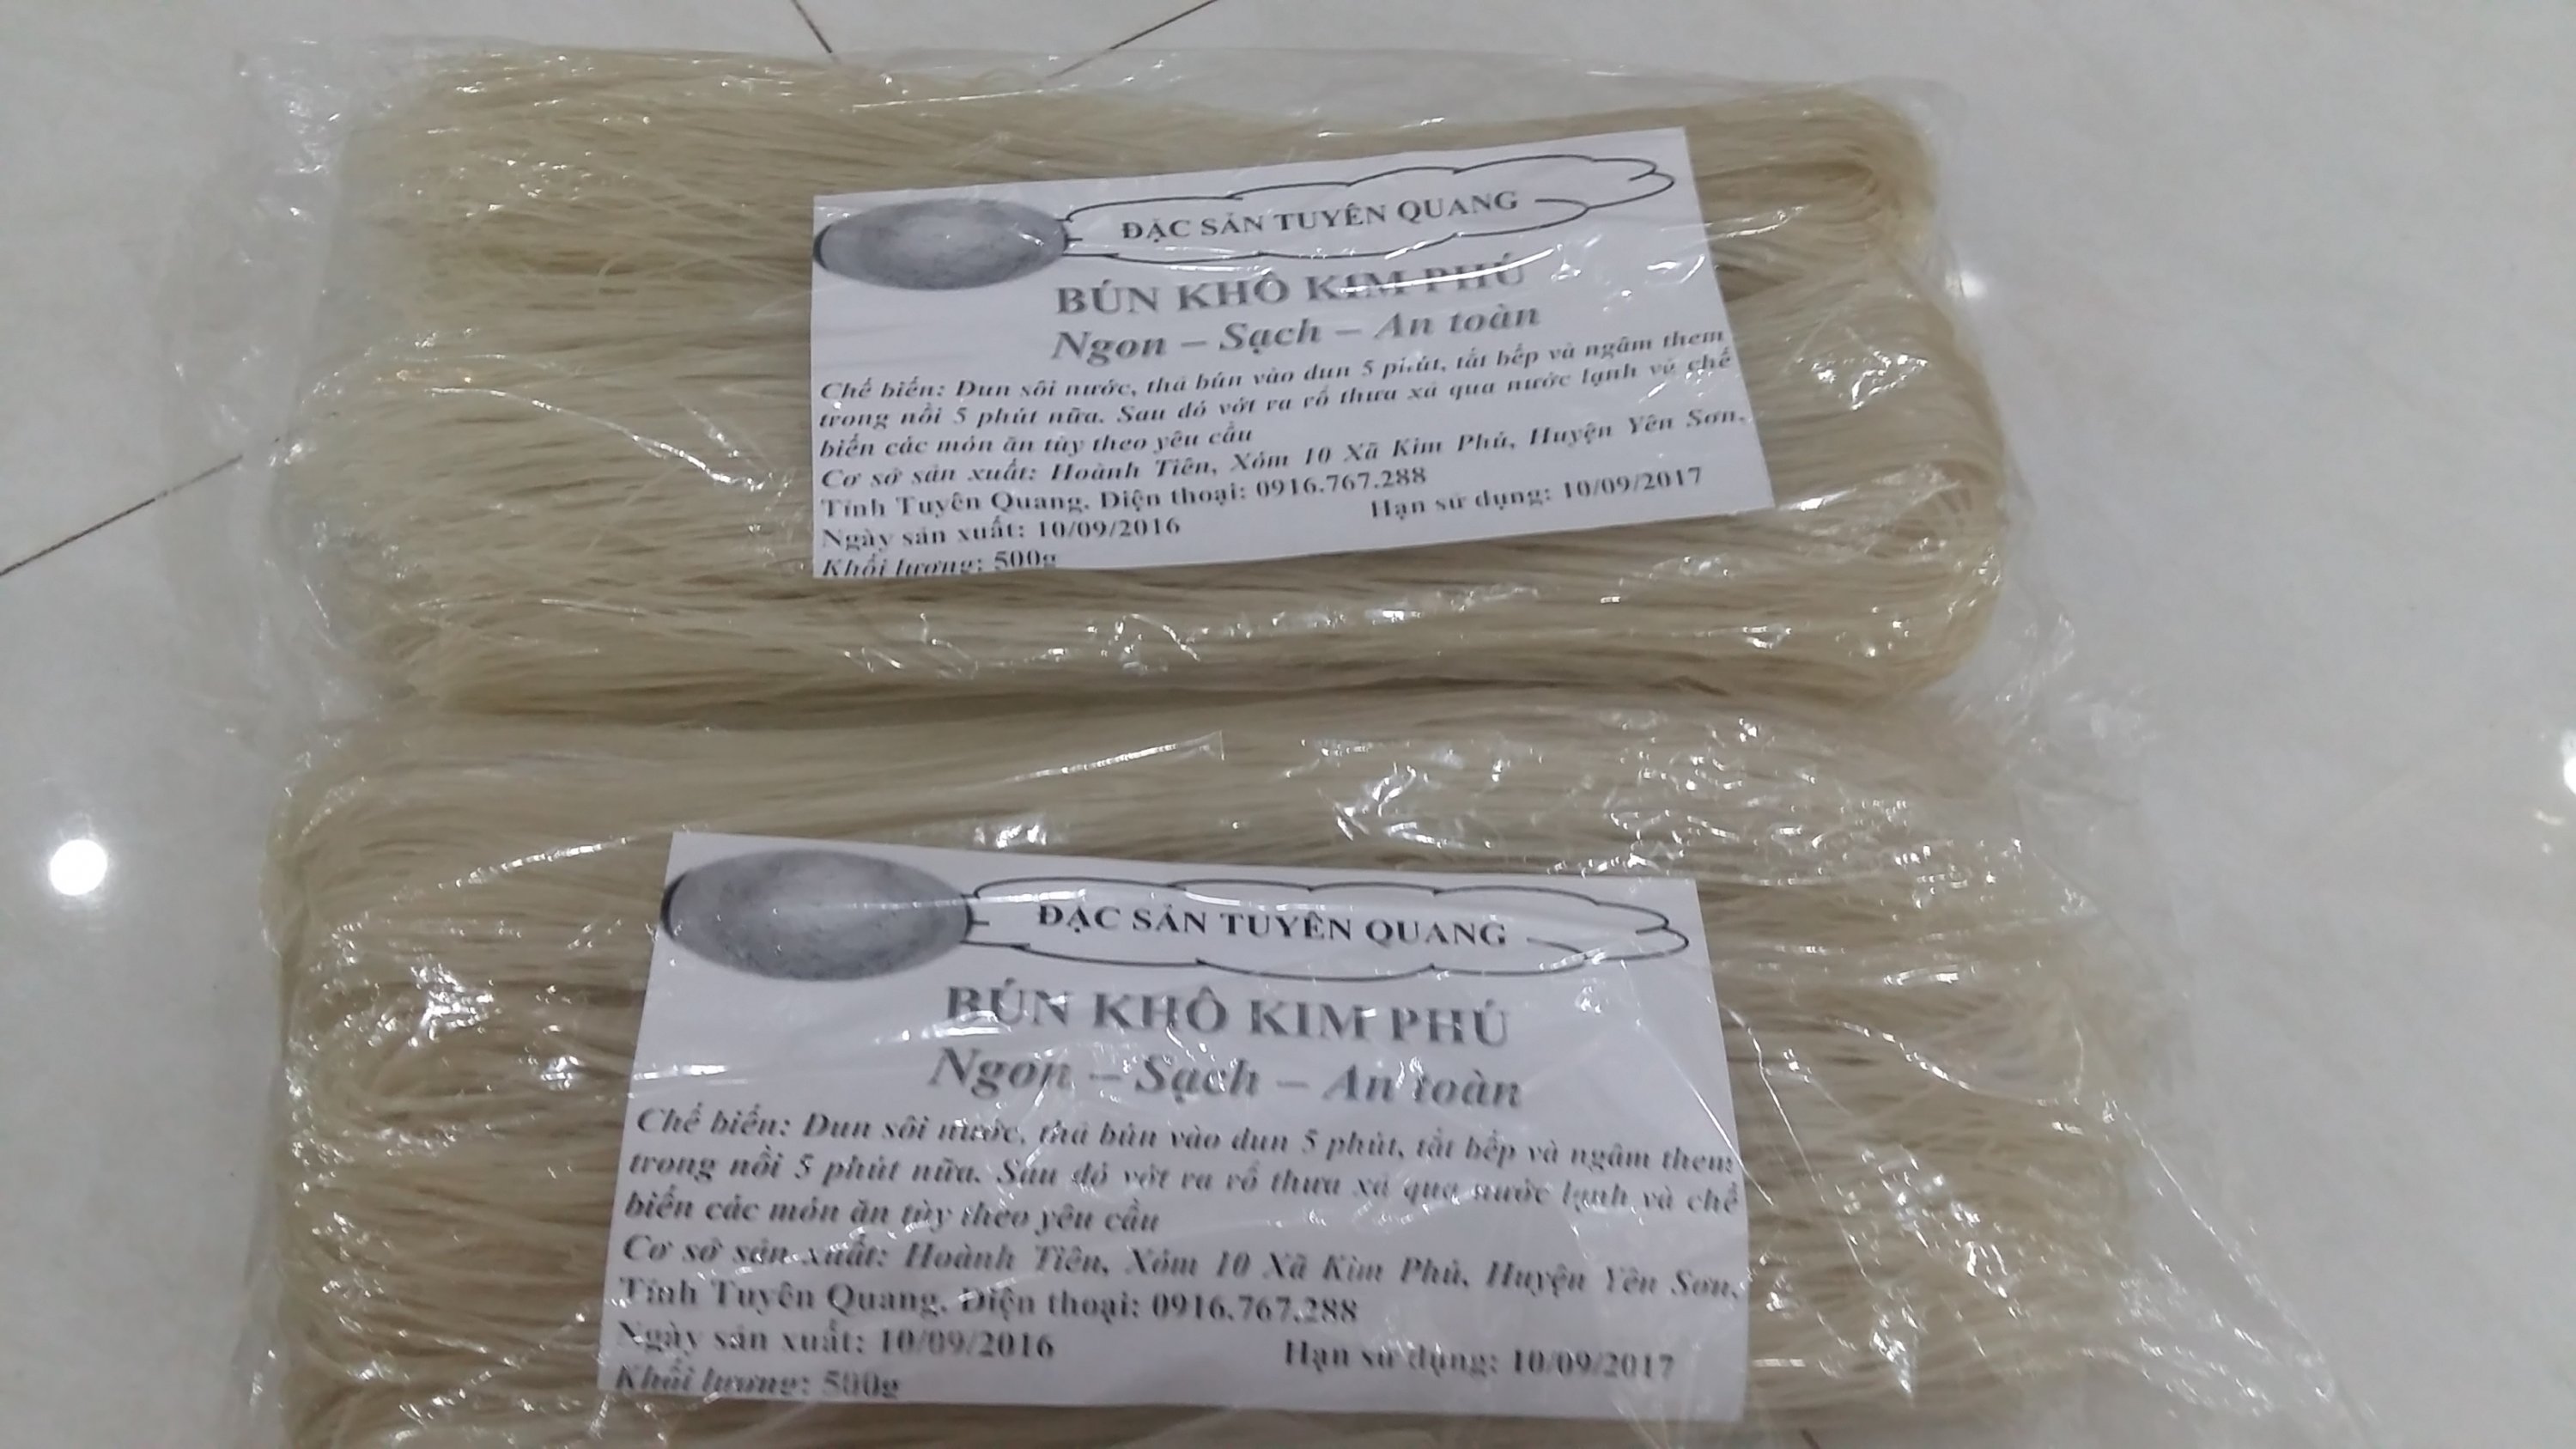 ĐẶC SẢN TUYÊN QUANG
BÚN KHÔ KIM PHÚ
Ngon – Sạch – An toàn
Chế biến: Đun sôi nước, thả bún vào đun 5 phút, tắt bếp và ngâm them
trong nồi 5 phút nữa. Sau đó vớt ra rổ thưa xả qua nước lạnh và chế
biến các món ăn tùy theo yêu cầu
Cơ sở sản xuất: Hoành Tiên, Xóm 10 Xã Kim Phú, Huyện Yên Sơn,
Tỉnh Tuyên Quang. Điện thoại: 0916.767.288
Ngày sản xuất: 10/09/2016 Hạn sử dụng: 10/09/2017
Khối lượng: 500g
ĐẶC SẢN TUYÊN QUANG
BÚN KHÔ KIM PHÚ
Ngon – Sạch – An toàn
Chế biến: Đun sôi nước, thả bún vào đun 5 phút, tắt bếp và ngâm them
trong nồi 5 phút nữa. Sau đó vớt ra rổ thưa xả qua nước lạnh và chế
biến các món ăn tùy theo yêu cầu
Cơ sở sản xuất: Hoành Tiên, Xóm 10 Xã Kim Phú, Huyện Yên Sơn,
Tỉnh Tuyên Quang. Điện thoại: 0916.767.288
Ngày sản xuất: 10/09/2016 Hạn sử dụng: 10/09/2017
Khối lượng: 500g